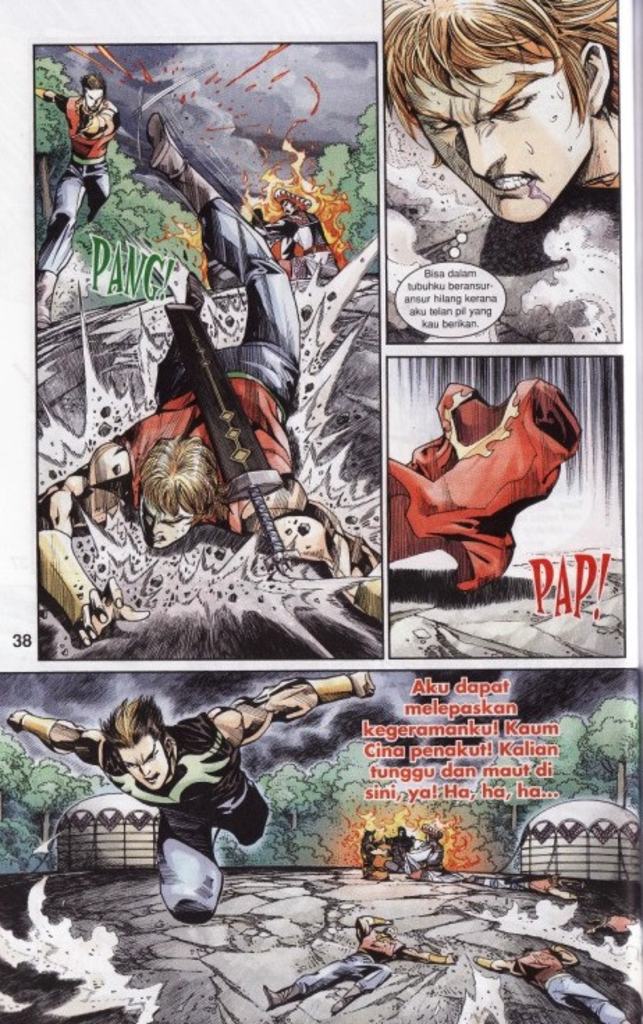 PANG!
Bisa dalam
tubuhku beransur-
ansur hilang kerana
aku telan pil yang
kau berikan.
PAP!
38
Aku dapat
melepaskan
kegeramanku! Kaum
Cina penakut! Kalian
tunggu dan maut di
sini, ya! Ha, ha, ha...